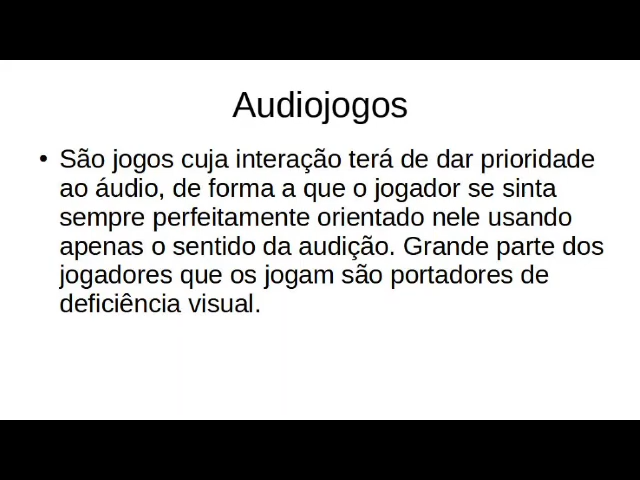 Audiojogos
• São jogos cuja interação terá de dar prioridade
ao áudio, de forma a que o jogador se sinta
sempre perfeitamente orientado nele usando
apenas o sentido da audição. Grande parte dos
jogadores que os jogam são portadores de
deficiência visual.